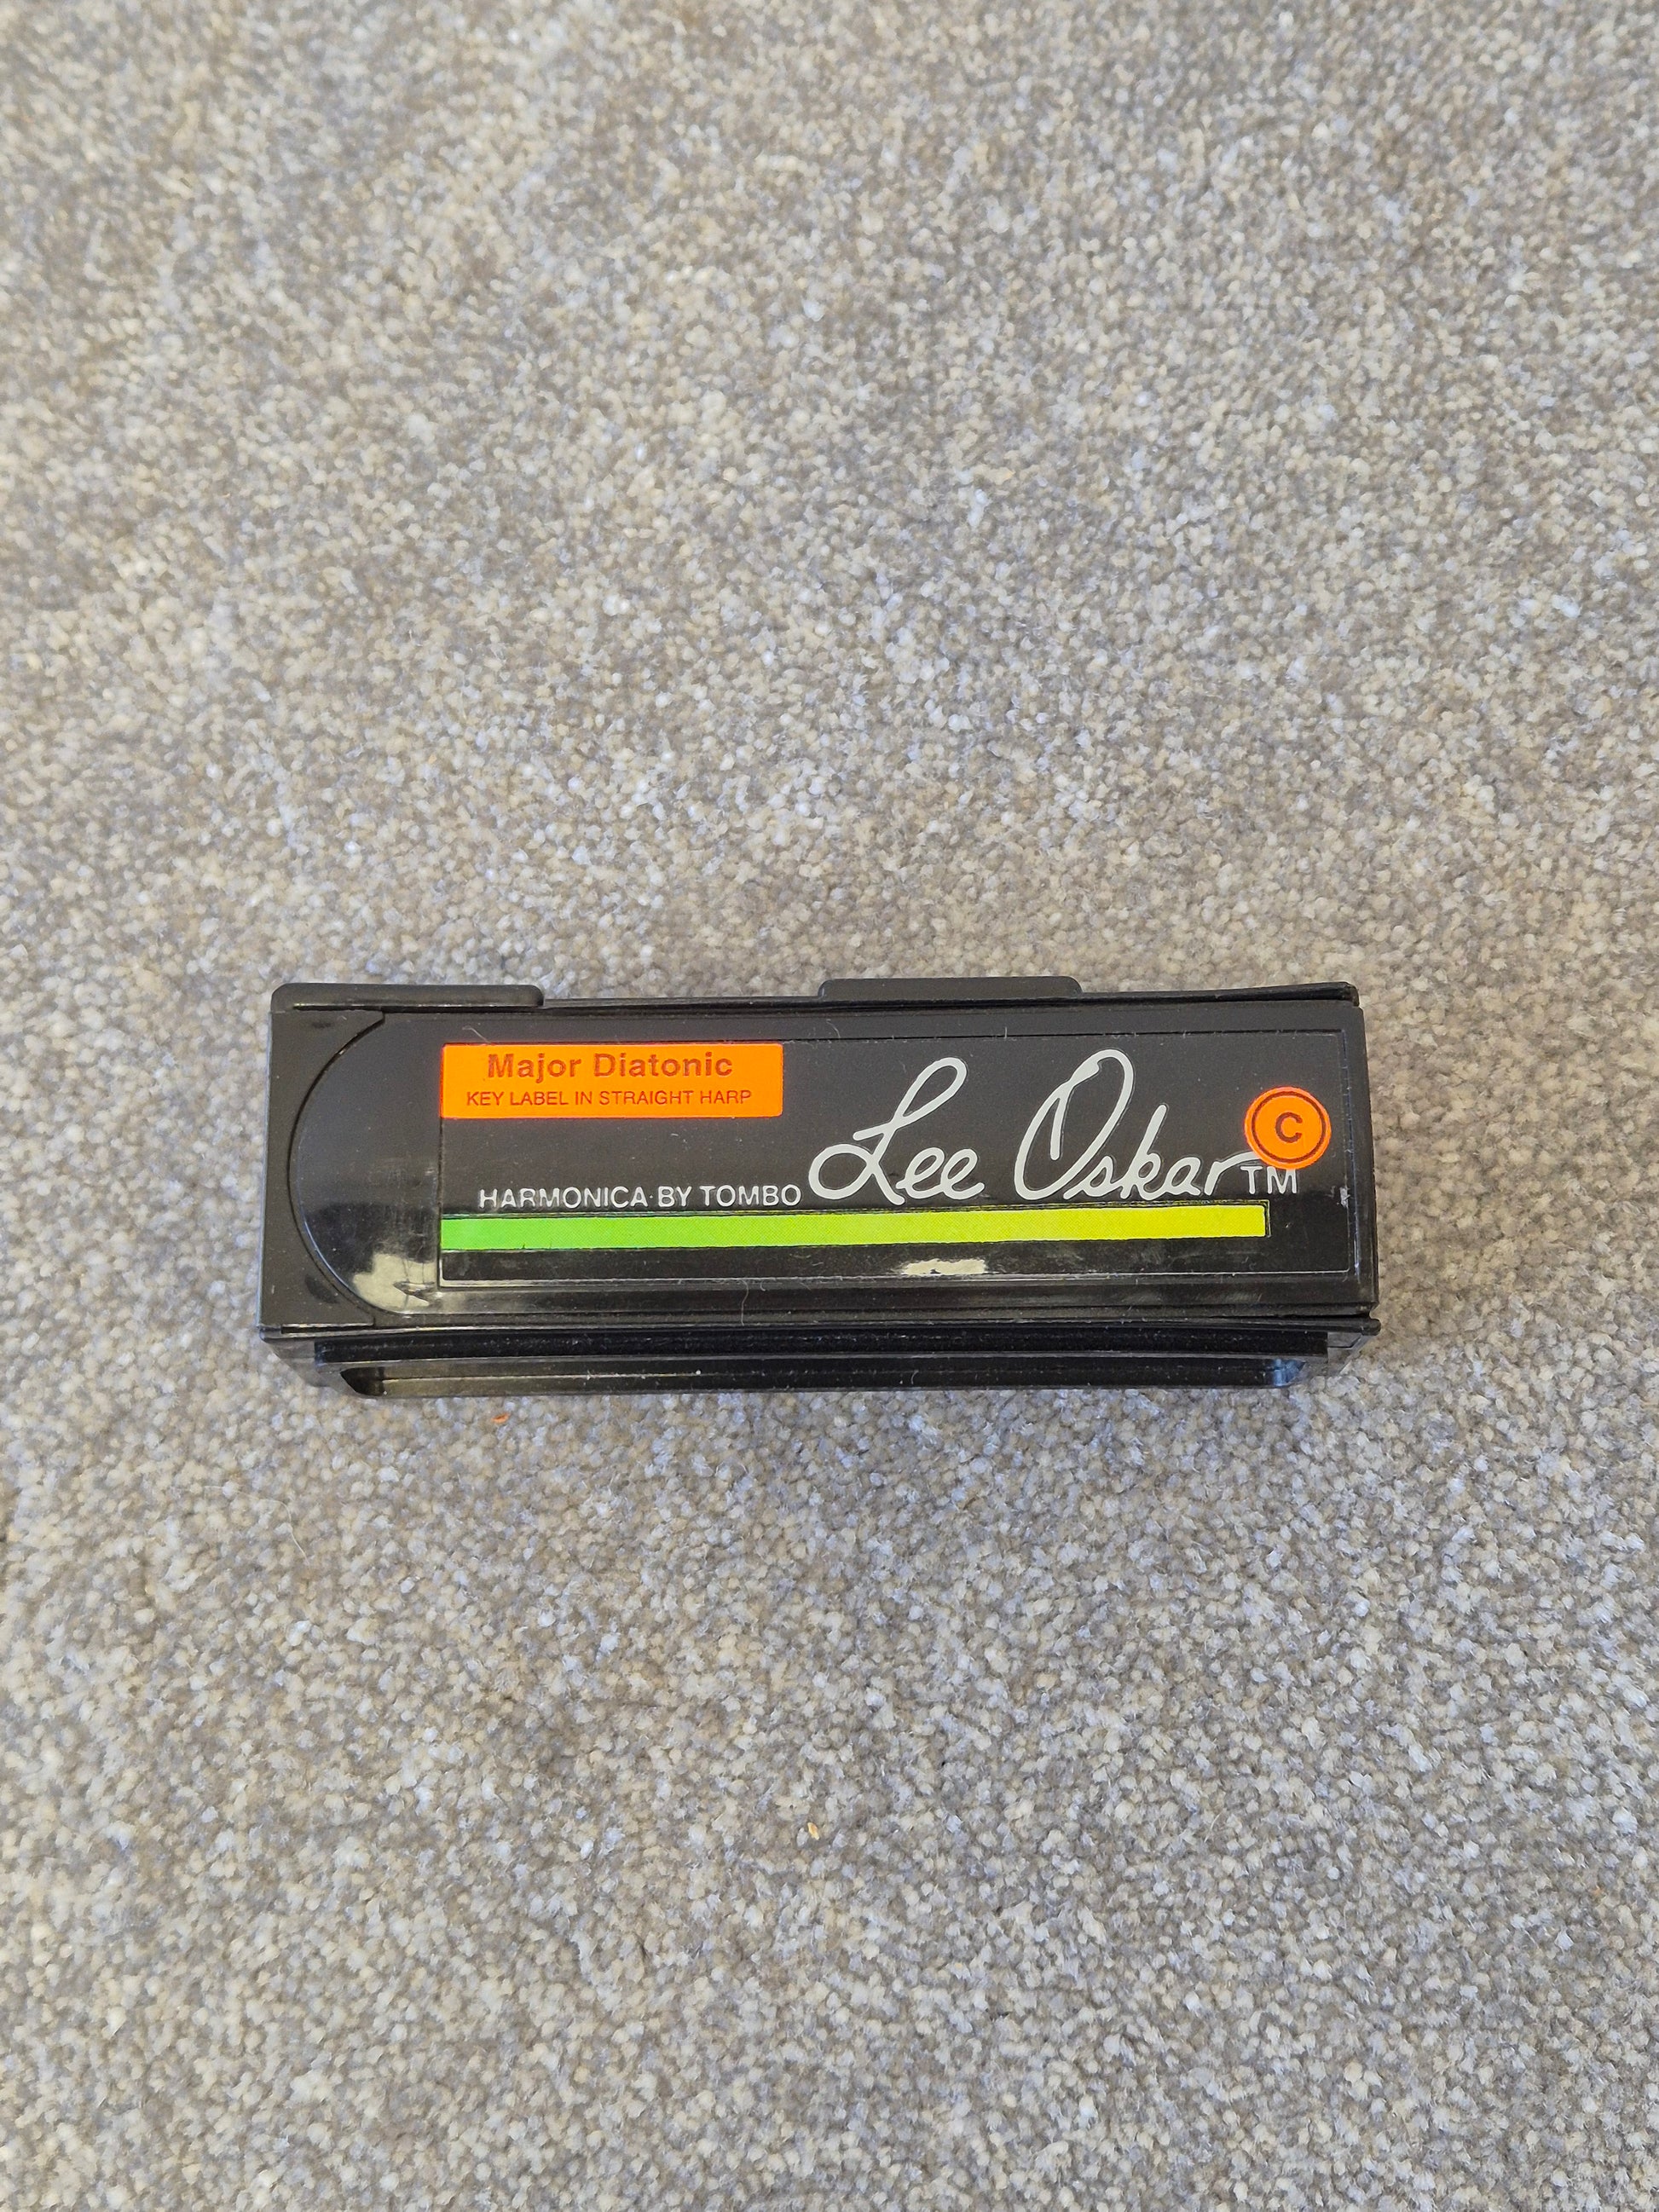 Major Diatonic
KEY LABEL IN STRAIGHT HARP
HARMONICA BY TOMBO Lee Oskar TM
C